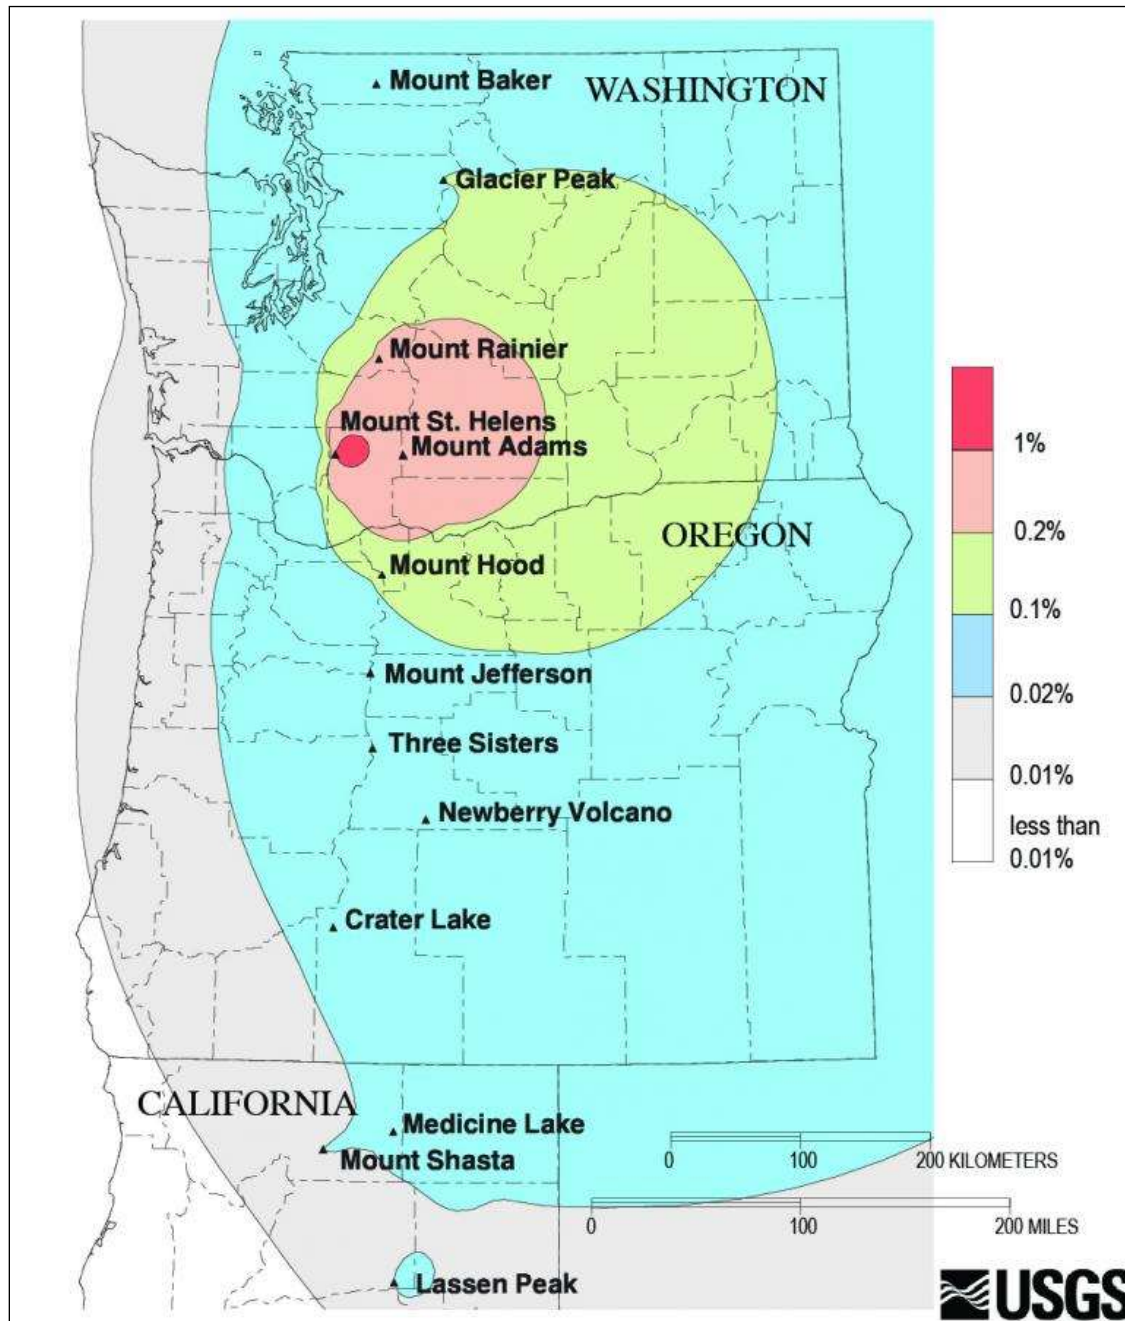 Mount Baker
WASHINGTON
Glacier Peak
Mount Rainier
Mount St. Helens
Mount Adams
1%
0.2%
OREGON
Mount Hood
0.1%
Mount Jefferson
0.02%
Three Sisters
0.01%
Newberry Volcano
less than
0.01%
Crater Lake
CALIFORNIA
Medicine Lake
Mount Shasta
0 100 200 KILOMETERS
0 100 200 MILES
Lassen Peak
USGS